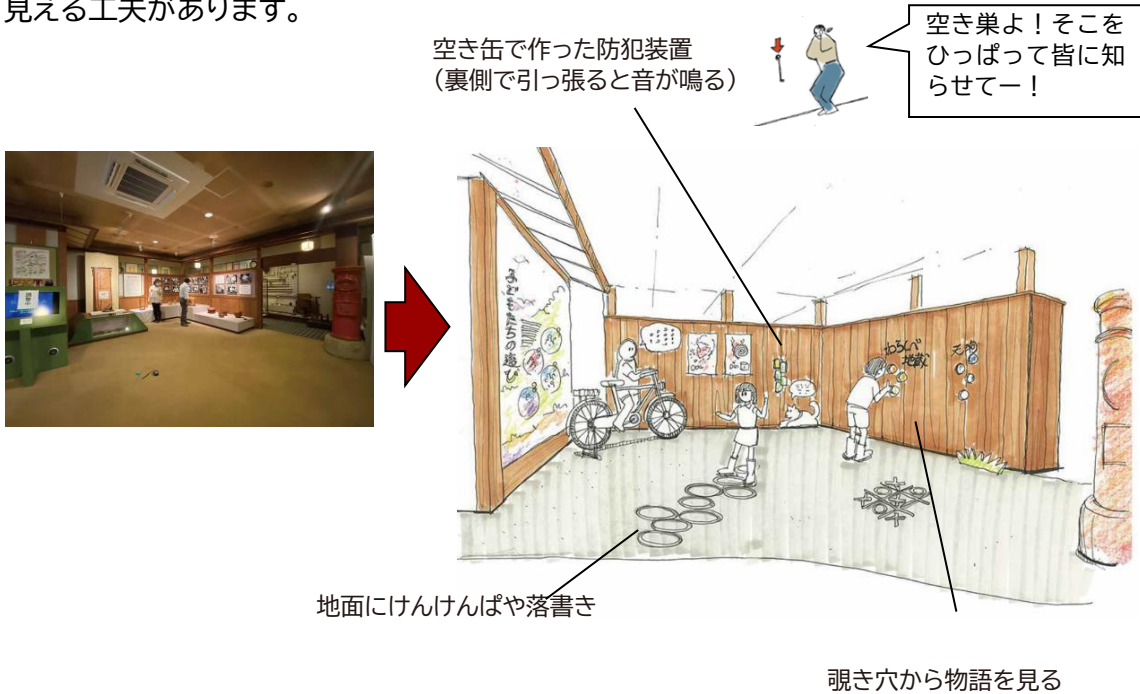 見える工夫があります。
空き缶で作った防犯装置
（裏側で引っ張ると音が鳴る）
空き巣よ！そこを
ひっぱって皆に知
らせてー！
子どもたちの遊び
わらしべ
地蔵
地面にけんけんぱや落書き
覗き穴から物語を見る